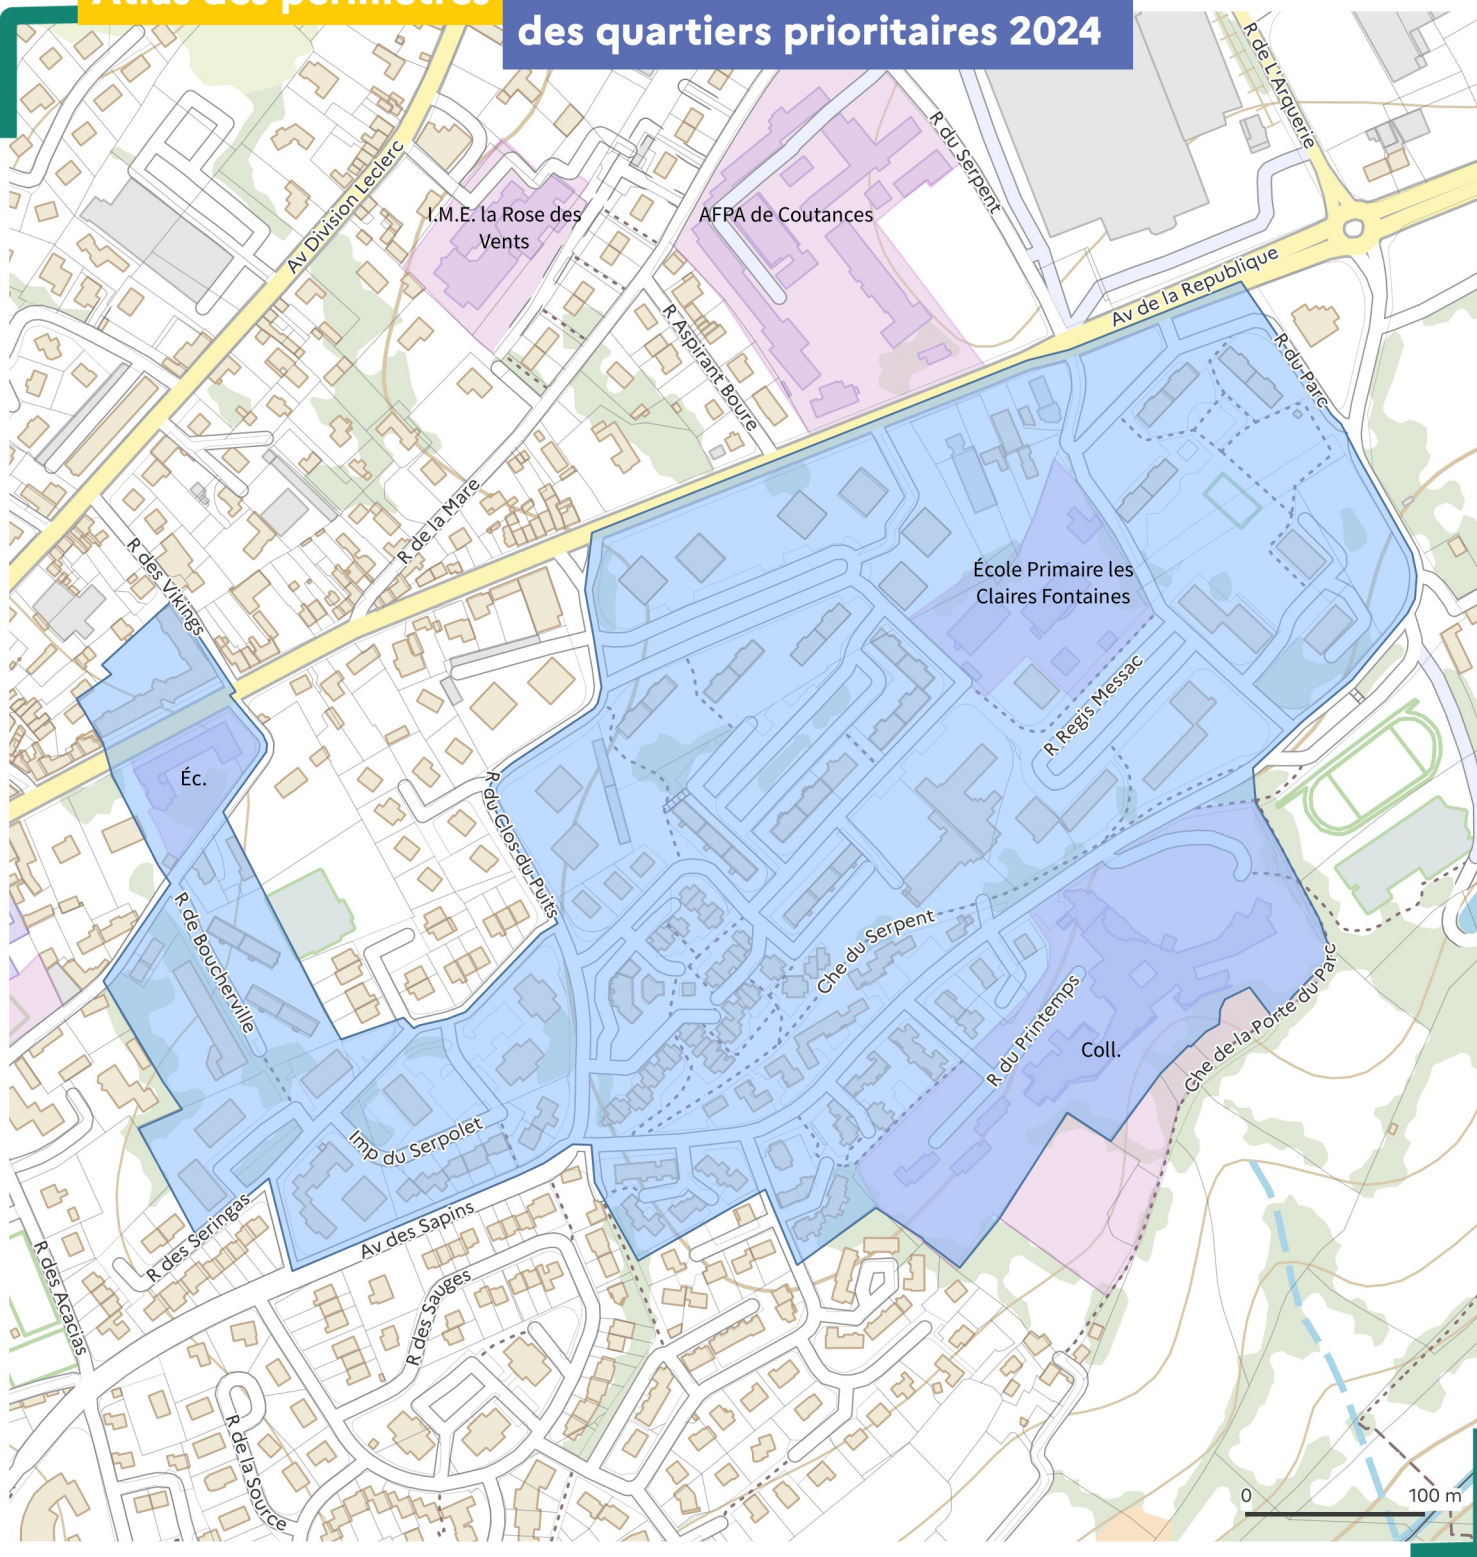 Atlas des périmètres
des quartiers prioritaires 2024
R de L'Arquerie
R du Serpent
Av Division Leclerc
I.M.E. la Rose des
Vents
AFPA de Coutances
Av de la Republique
R Aspirant Boure
R du Parc
R de la Mare
R des Vikings
École Primaire les
Claires Fontaines
R Regis Messac
Éc.
R du Clos du Puits
R de Boucherville
Che du Serpent
R du Printemps
Coll.
Che de la Porte du Parc
Imp du Serpolet
R des Seringas
Av des Sapins
R des Acacias
R des Sauges
R de la Source
0 100 m